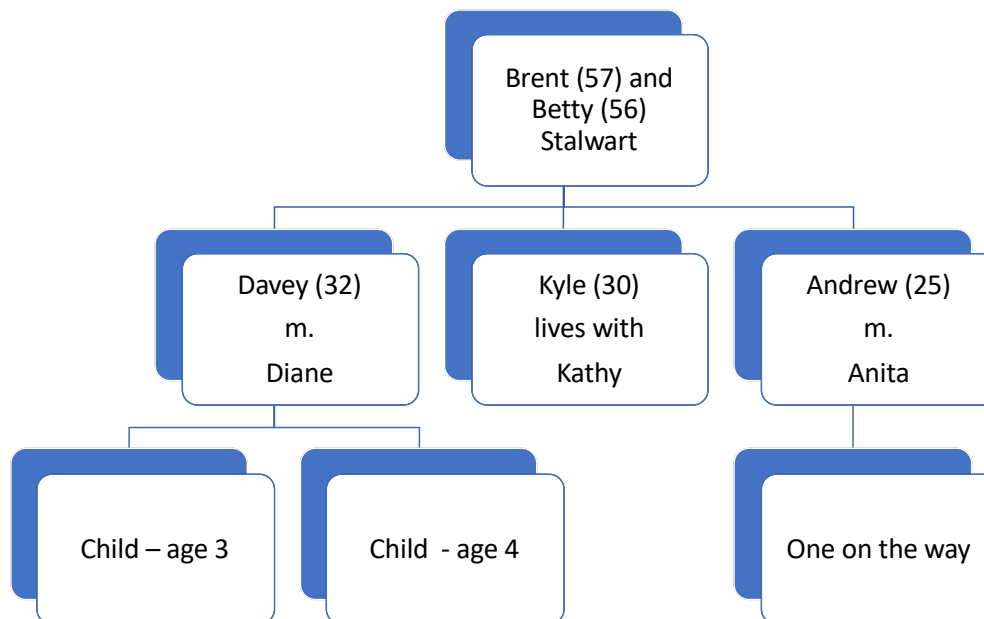 Brent (57) and
Betty (56)
Stalwart
Davey (32)
m.
Diane
Kyle (30)
lives with
Kathy
Andrew (25)
m.
Anita
Child – age 3
Child  - age 4
One on the way